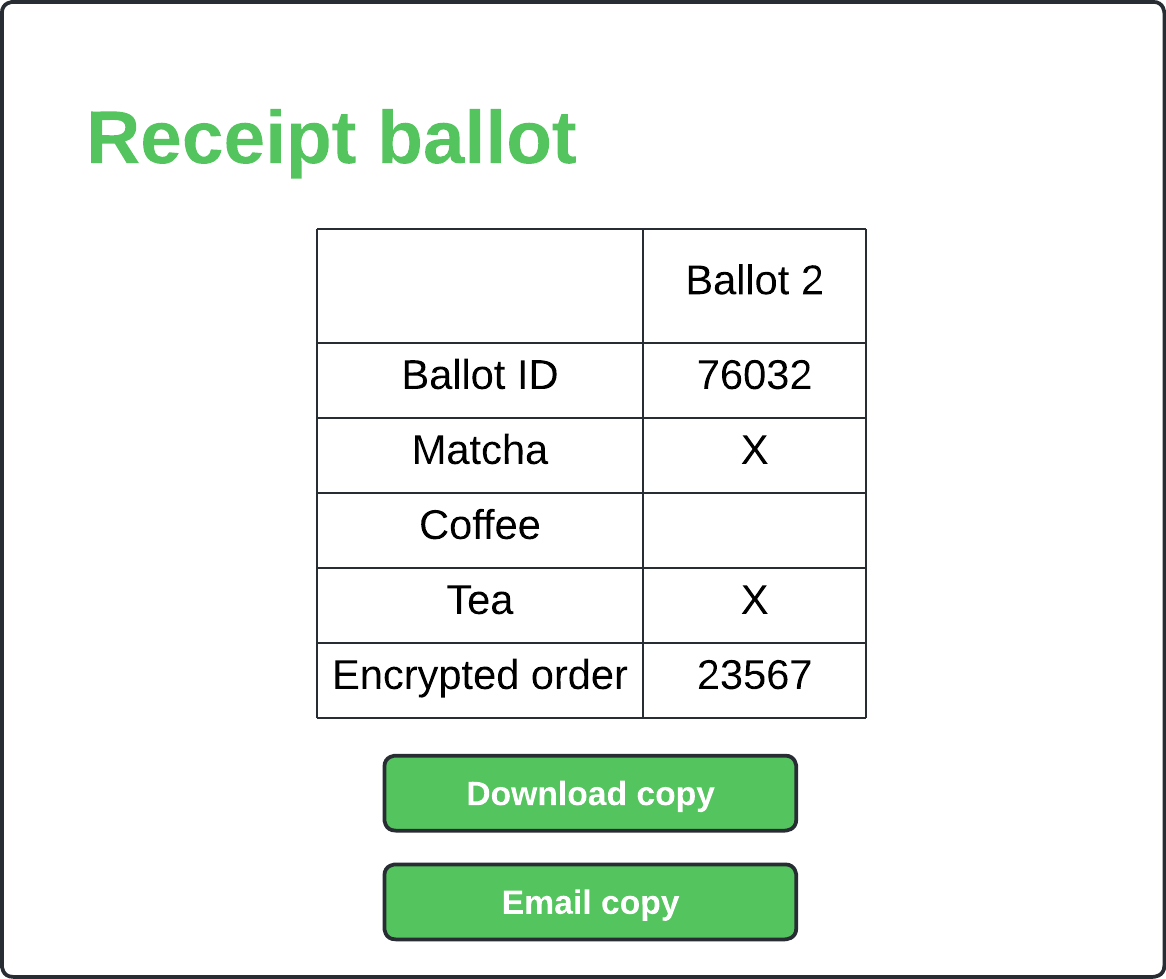 Receipt ballot
Ballot 2
Ballot ID 76032
Matcha X
Coffee
Tea X
Encrypted order 23567
Download copy
Email copy